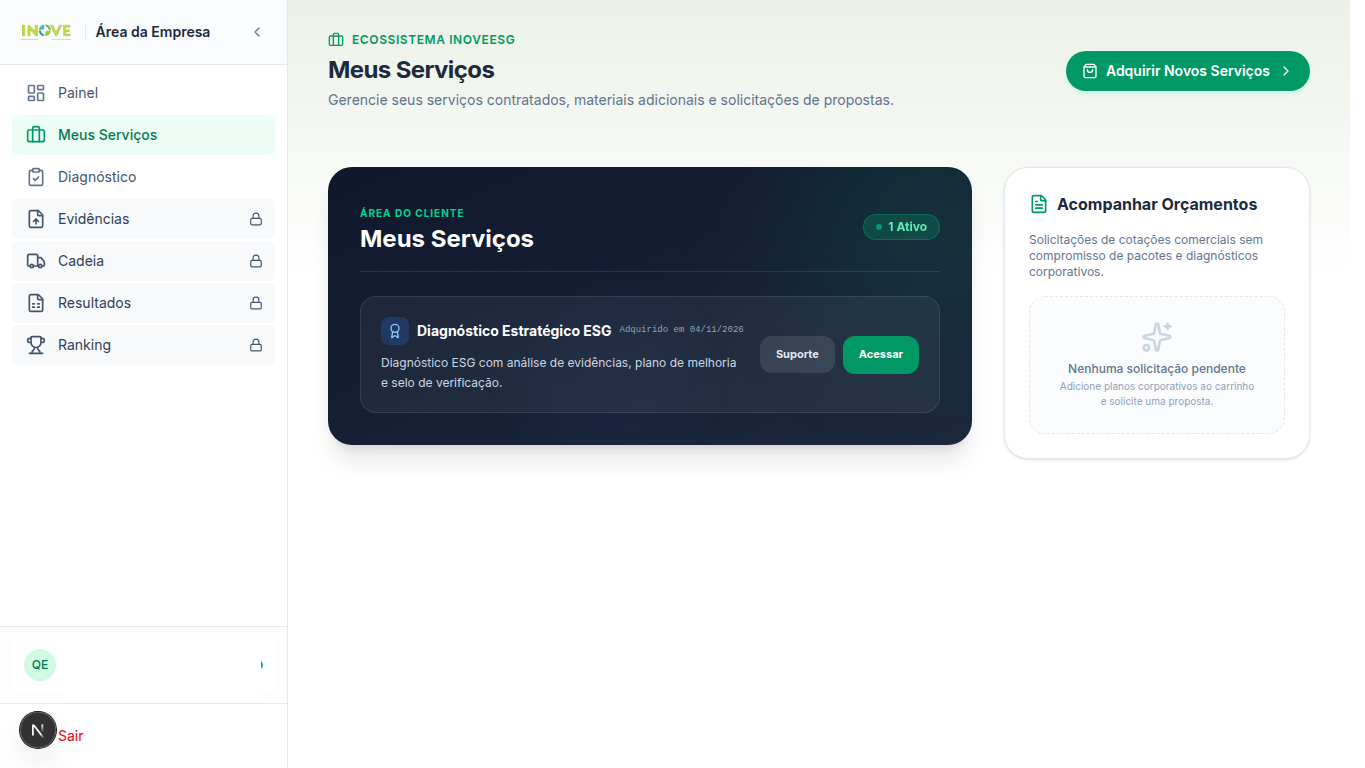 INOVE
Área da Empresa
Painel
Meus Serviços
Diagnóstico
Evidências
Cadeia
Resultados
Ranking
QE
N
Sair
ECOSSISTEMA INOVEESG
Meus Serviços
Gerencie seus serviços contratados, materiais adicionais e solicitações de propostas.
Adquirir Novos Serviços
ÁREA DO CLIENTE
Meus Serviços
1 Ativo
Diagnóstico Estratégico ESG
Adquirido em 04/11/2026
Diagnóstico ESG com análise de evidências, plano de melhoria
e selo de verificação.
Suporte
Acessar
Acompanhar Orçamentos
Solicitações de cotações comerciais sem
compromisso de pacotes e diagnósticos
corporativos.
Nenhuma solicitação pendente
Adicione planos corporativos ao carrinho
e solicite uma proposta.